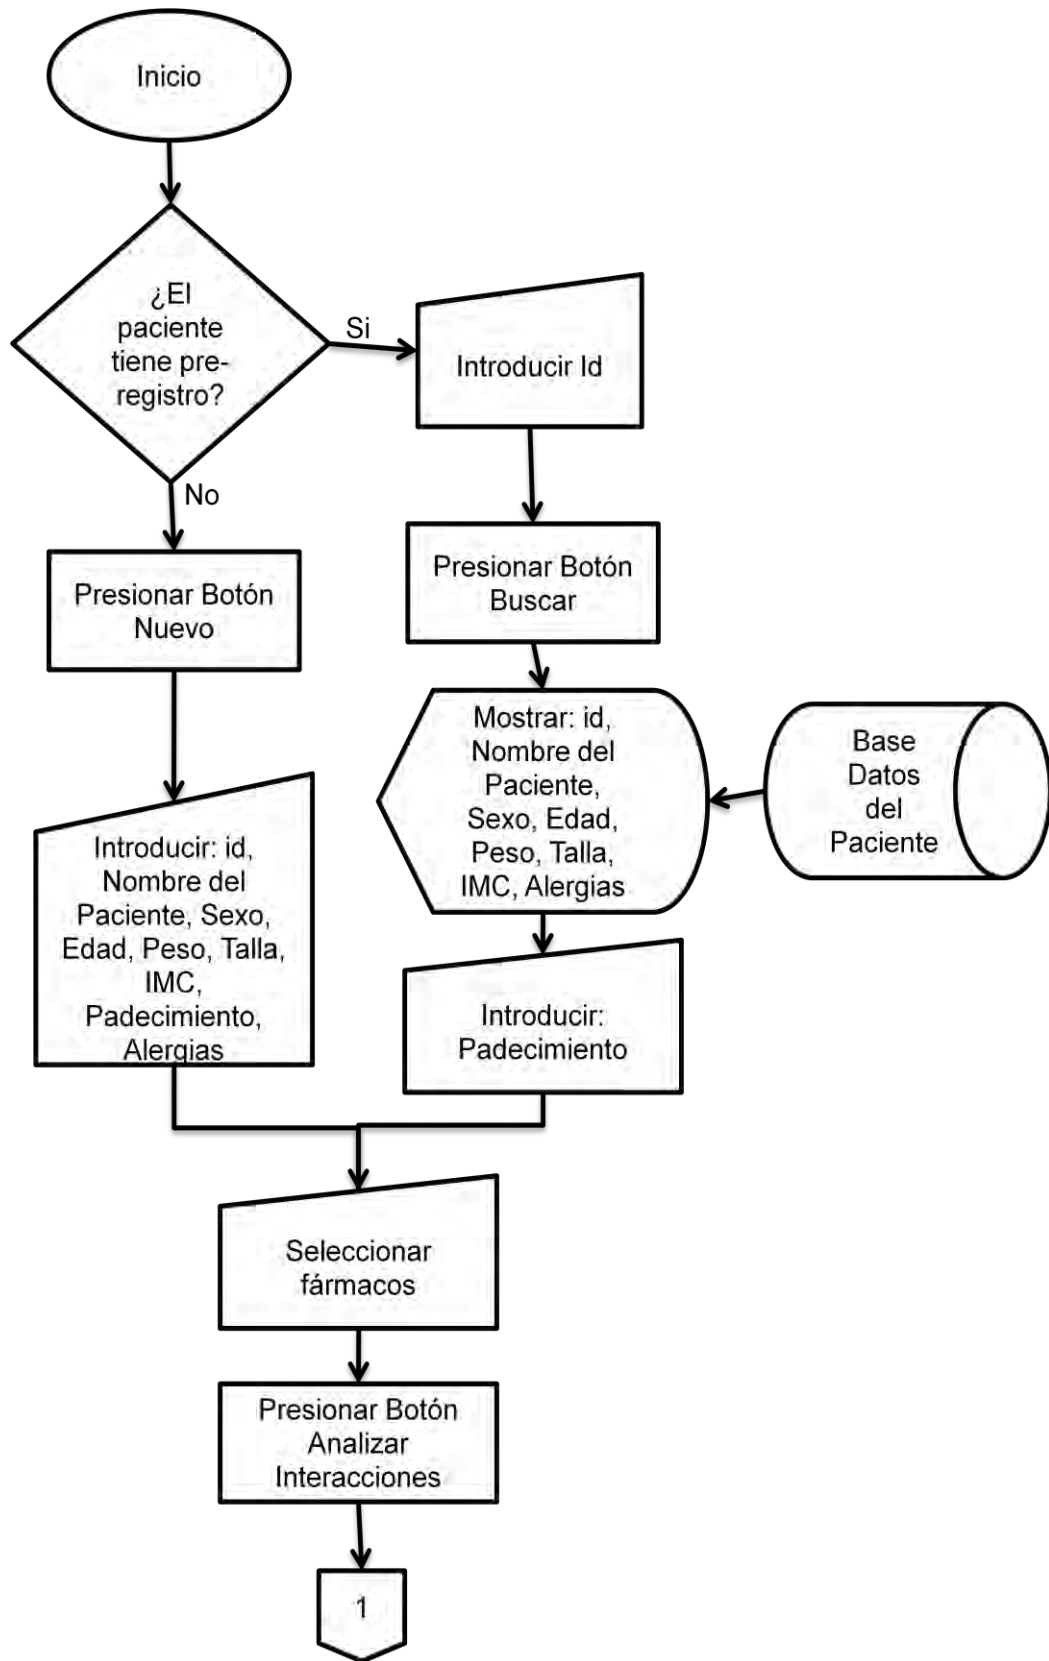 Inicio
¿El
paciente
tiene pre-
registro?
Si
Introducir Id
No
Presionar Botón
Nuevo
Presionar Botón
Buscar
Mostrar: id,
Nombre del
Paciente,
Sexo, Edad,
Peso, Talla,
IMC, Alergias
Base
Datos
del
Paciente
Introducir: id,
Nombre del
Paciente, Sexo,
Edad, Peso, Talla,
IMC,
Padecimiento,
Alergias
Introducir:
Padecimiento
Seleccionar
fármacos
Presionar Botón
Analizar
Interacciones
1